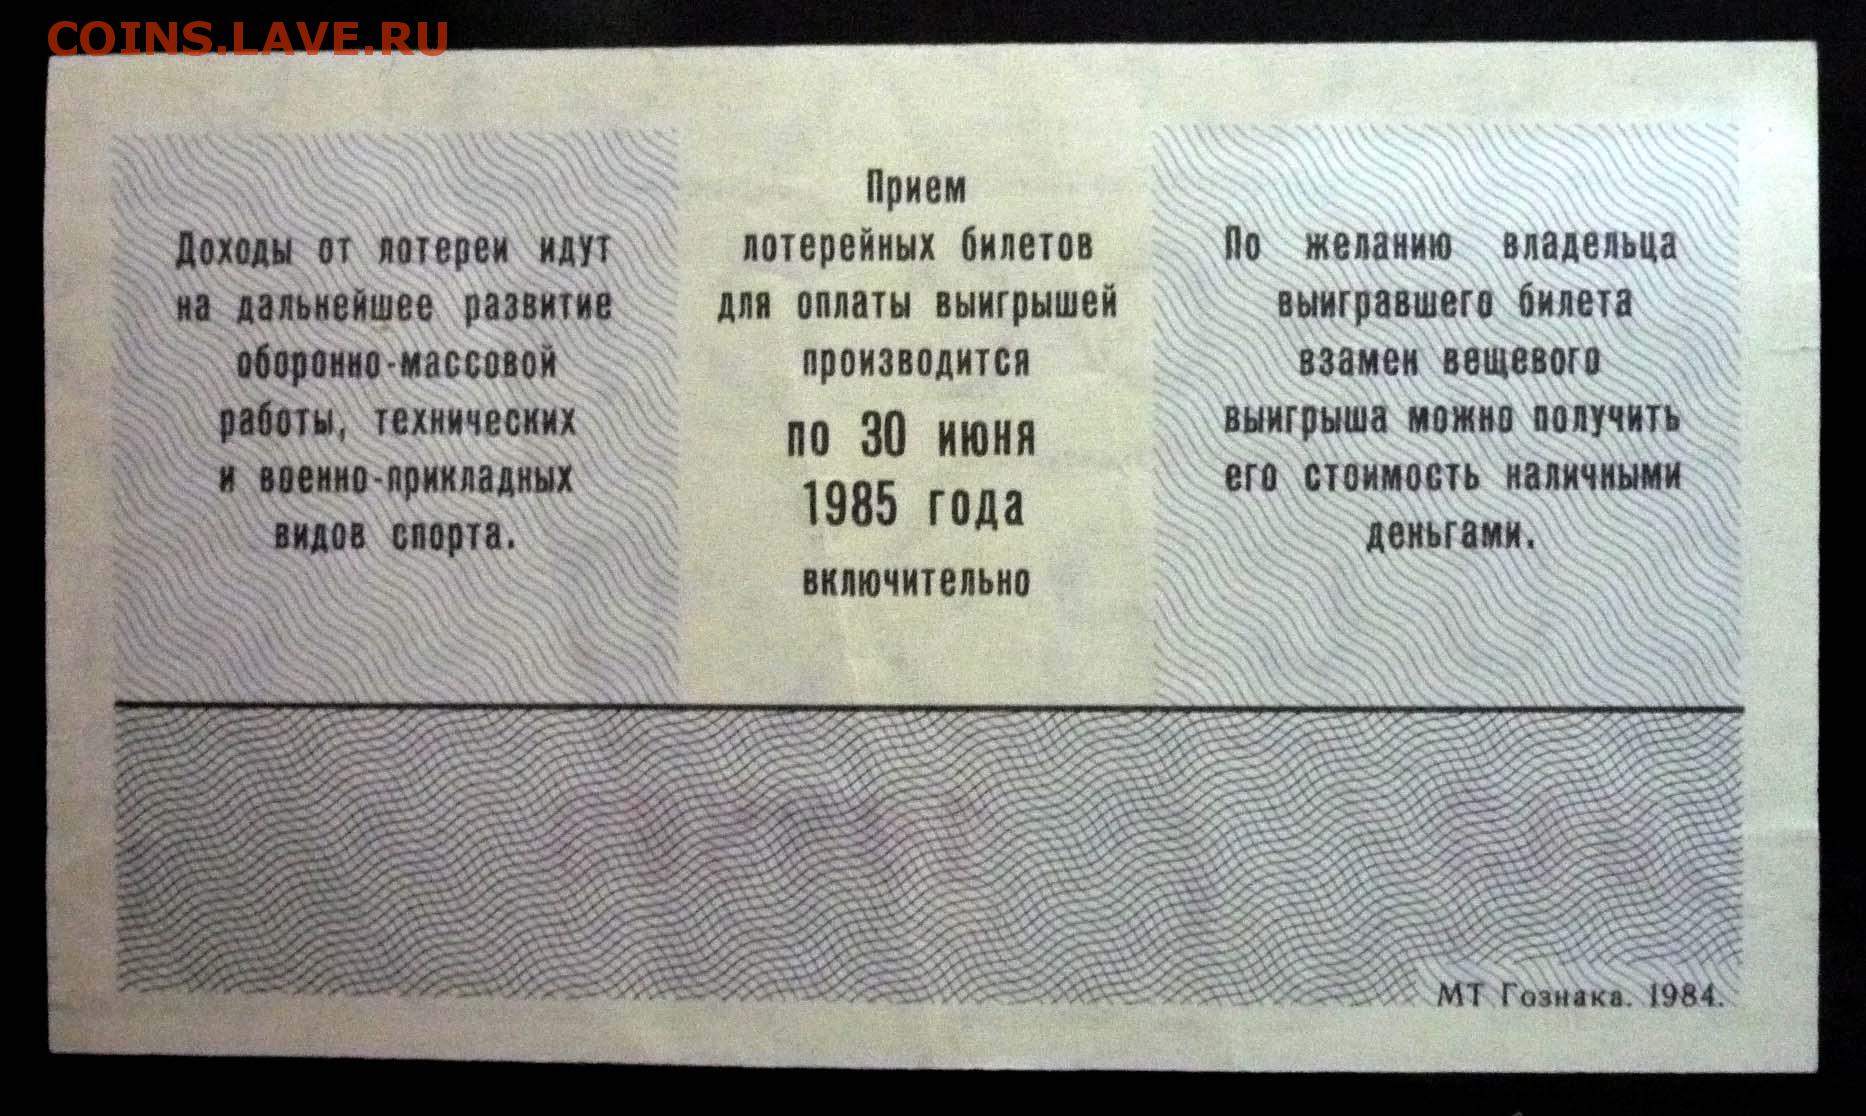 COINS.LAVE.RU
Доходы от лотереи идут
на дальнейшее развитие
оборонно-массовой
работы, технических
и военно-прикладных
видов спорта.
Прием
лотерейных билетов
для оплаты выигрышей
производится
по 30 июня
1985 года
включительно
По желанию владельца
выигравшего билета
взамен вещевого
выигрыша можно получить
его стоимость наличными
деньгами.
МТ Гознака. 1984.